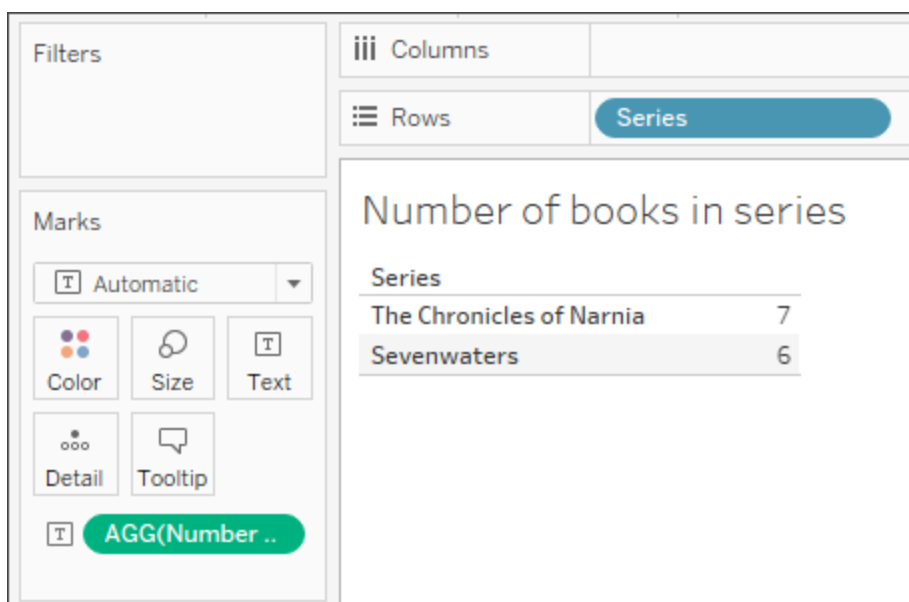 Filters
Columns
Rows
Series
Marks
Automatic
Color
Size
Text
Detail
Tooltip
AGG(Number ..
Number of books in series
Series
The Chronicles of Narnia 7
Sevenwaters 6